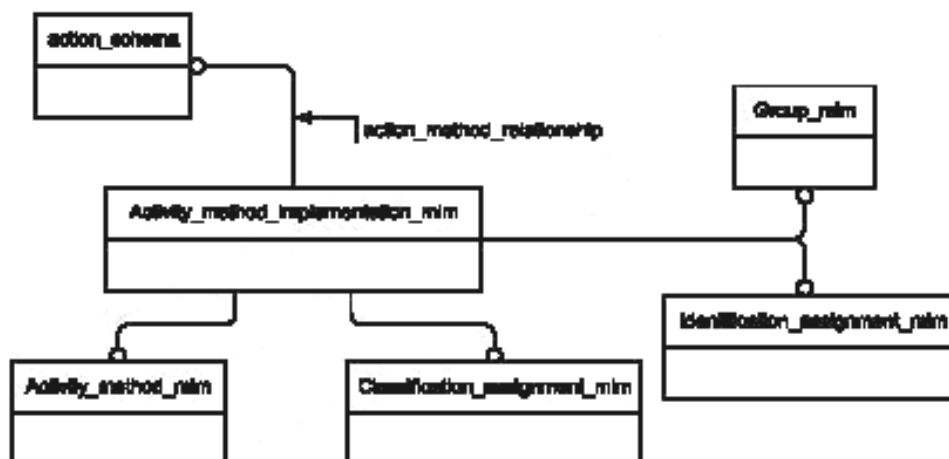 action_schema
Group_mim
action_method_relationship
Activity_method_implementation_mim
Identification_assignment_mim
Activity_method_mim
Classification_assignment_mim